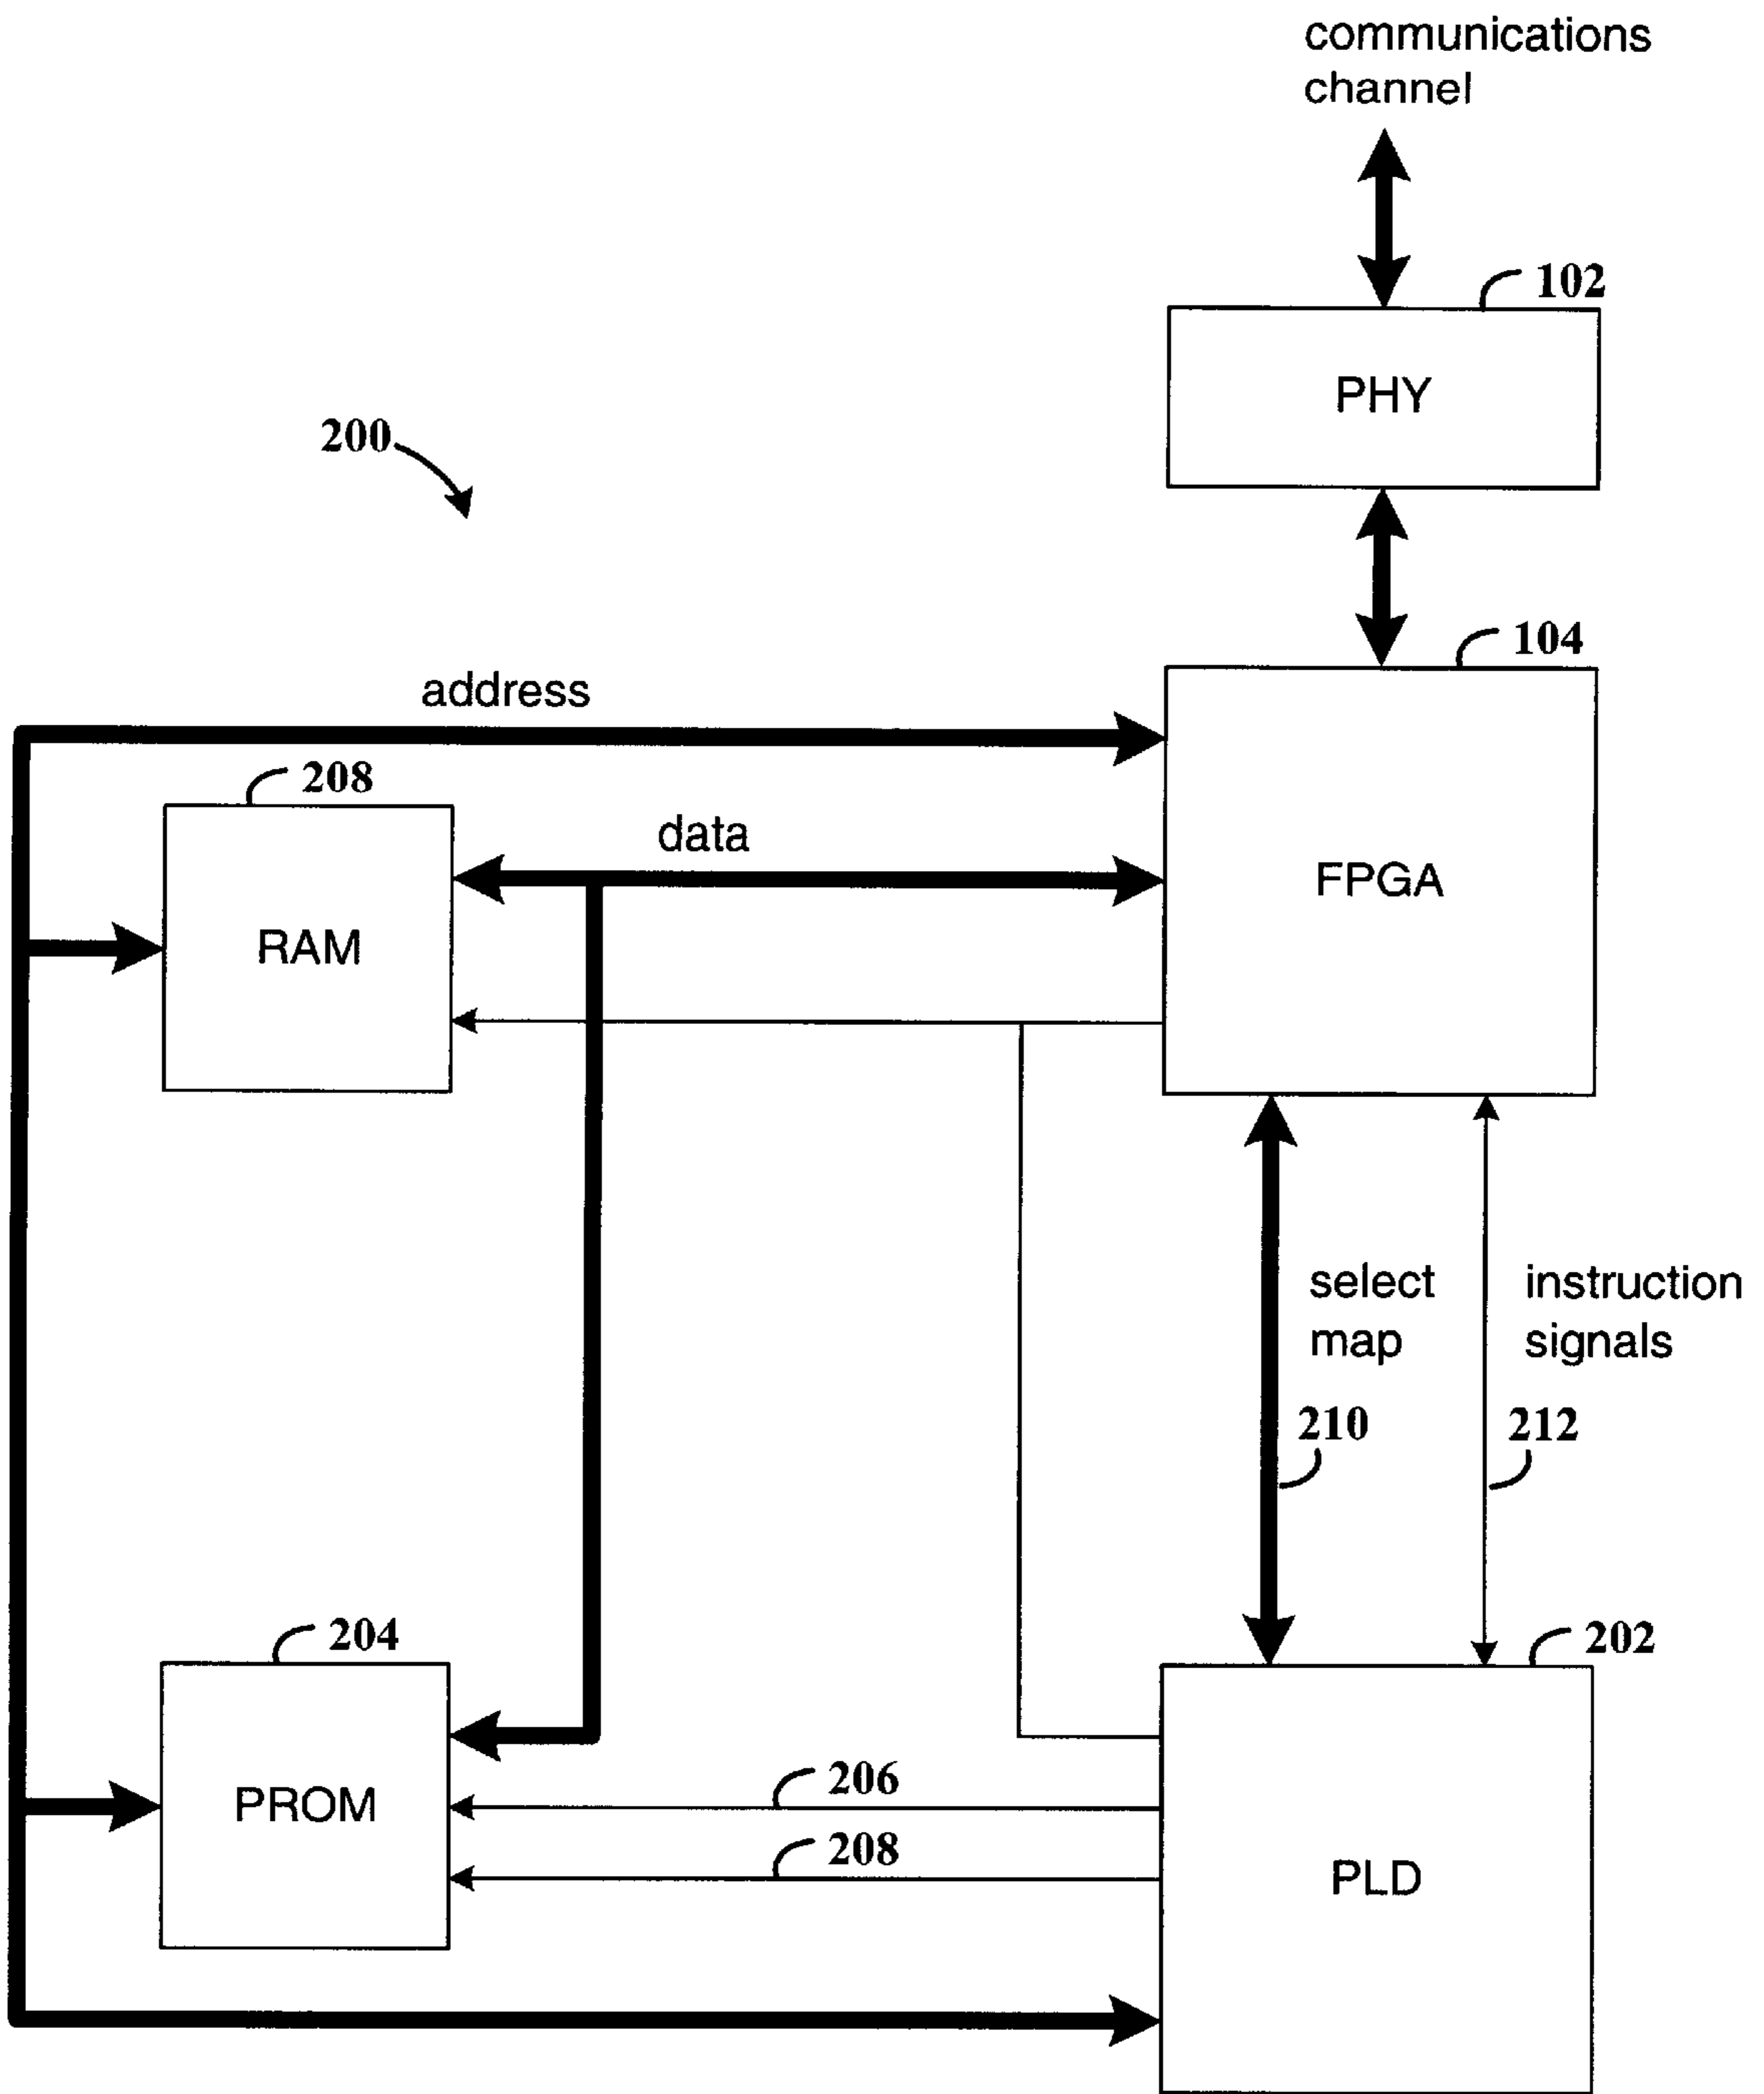 communications
channel
102
PHY
200
104
address
208
data
FPGA
RAM
select
map
instruction
signals
210
212
204
202
206
PROM
208
PLD